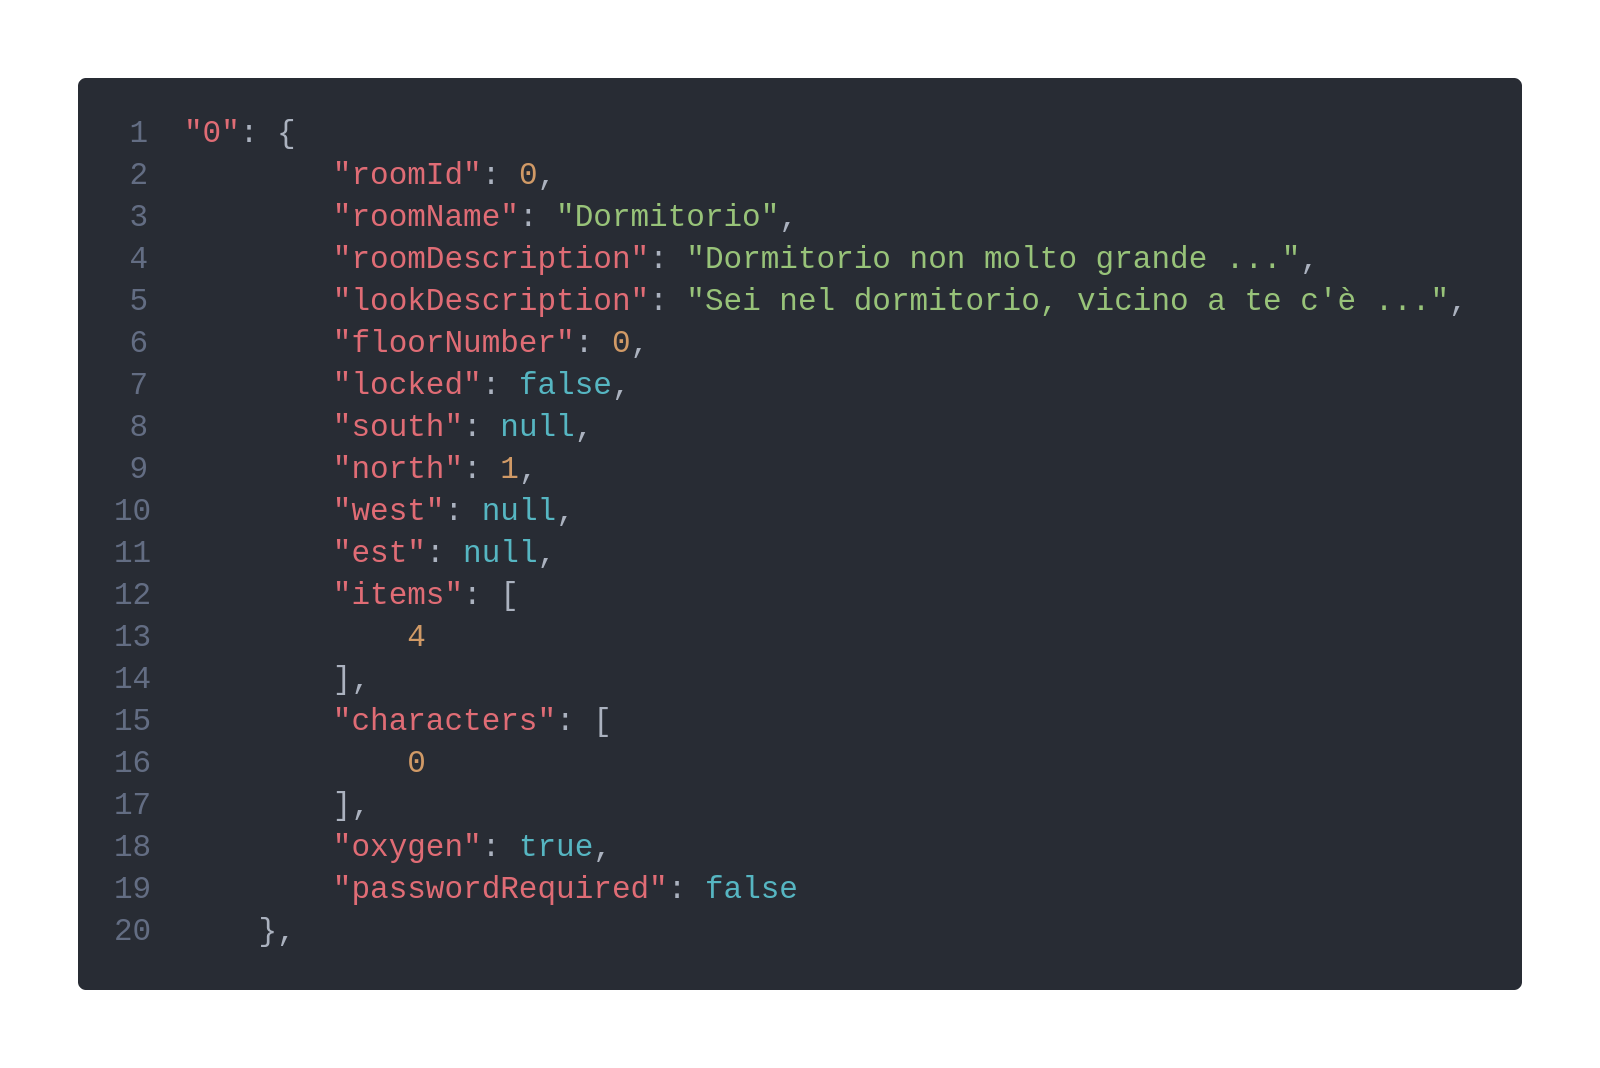 1 "0": {
2         "roomId": 0,
3         "roomName": "Dormitorio",
4         "roomDescription": "Dormitorio non molto grande ...",
5         "lookDescription": "Sei nel dormitorio, vicino a te c'è ...",
6         "floorNumber": 0,
7         "locked": false,
8         "south": null,
9         "north": 1,
10         "west": null,
11         "est": null,
12         "items": [
13             4
14         ],
15         "characters": [
16             0
17         ],
18         "oxygen": true,
19         "passwordRequired": false
20     },